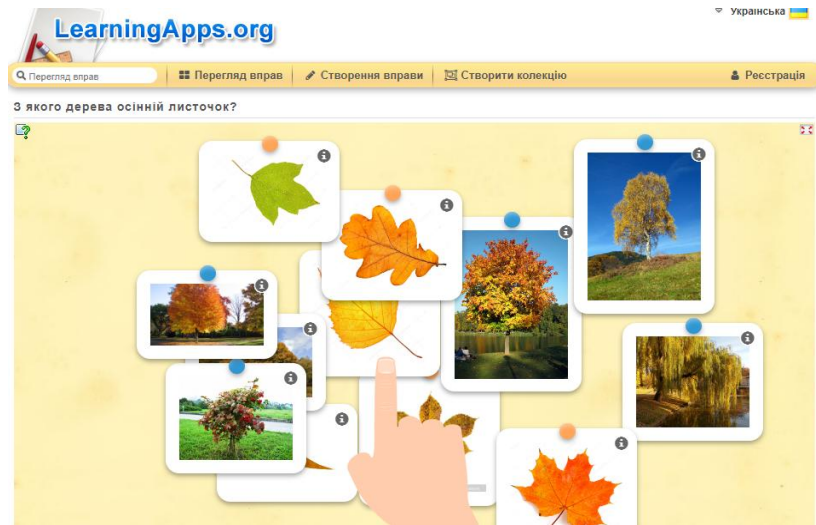 Українська
LearningApps.org
Перегляд вправ
Перегляд вправ
Створення вправи
Створити колекцію
Реєстрація
З якого дерева осінній листочок?